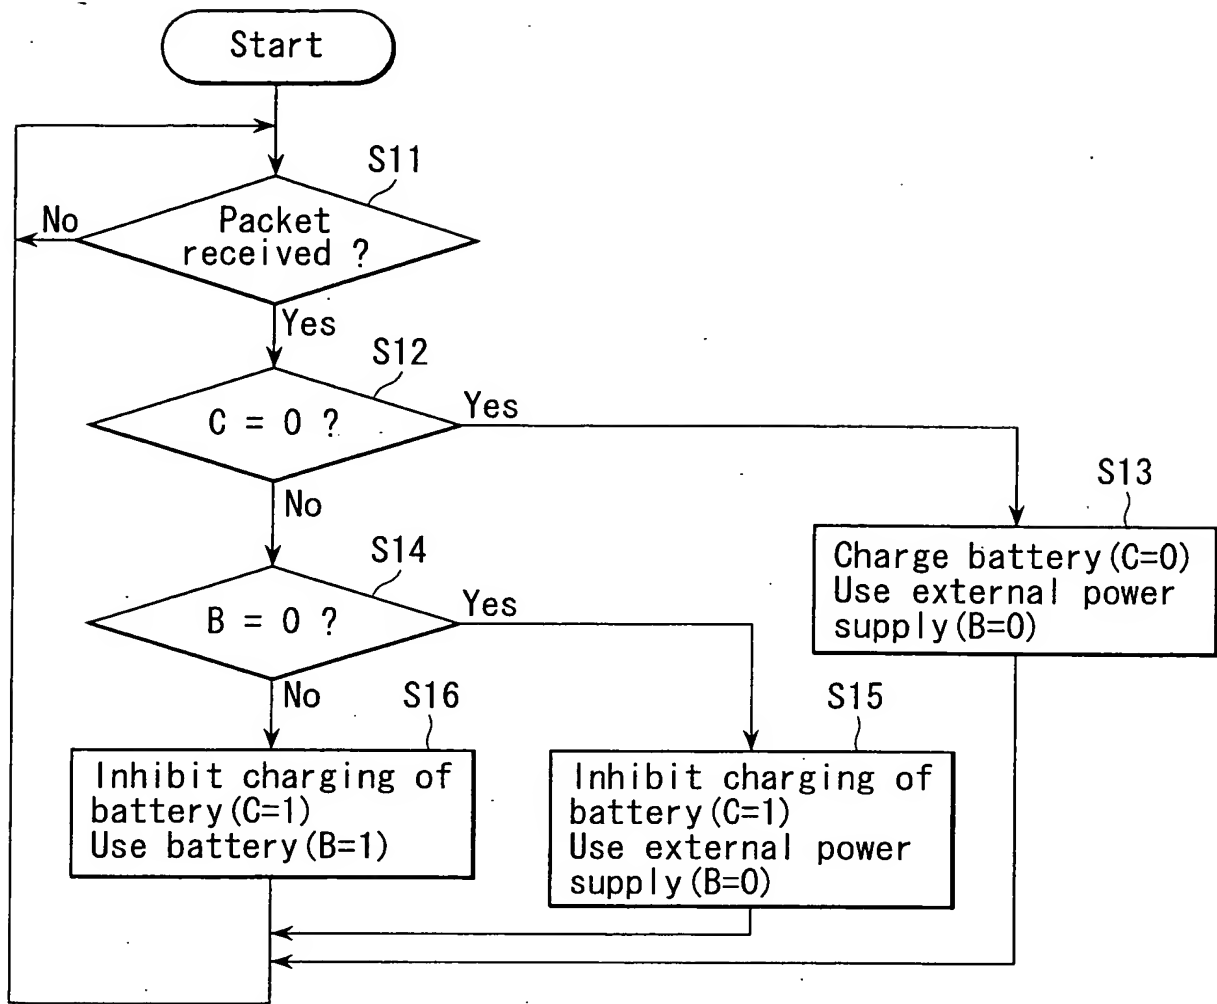 Start
S11
No
Packet
received ?
Yes
S12
C = 0 ?
Yes
No
S13
Charge battery(C=0)
Use external power
supply(B=0)
S14
B = 0 ?
Yes
No
S16
Inhibit charging of
battery(C=1)
Use battery(B=1)
S15
Inhibit charging of
battery(C=1)
Use external power
supply(B=0)